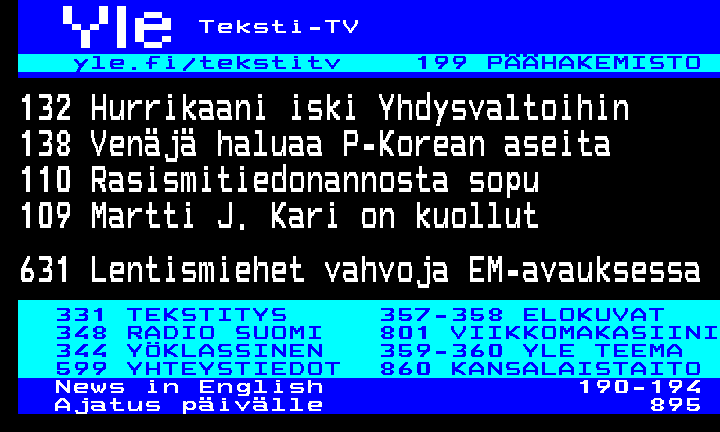 Yle Teksti-TV
yle.fi/tekstitv 199 PÄÄHAKEMISTO
132 Hurrikaani iski Yhdysvaltoihin
138 Venäjä haluaa P-Korean aseita
110 Rasismitiedonannosta sopu
109 Martti J. Kari on kuollut
631 Lentismiehet vahvoja EM-avauksessa
331 TEKSTITYS 357-358 ELOKUVAT
348 RADIO SUOMI 801 VIIKKOMAKASIINI
344 YÖKLASSINEN 359-360 YLE TEEMA
599 YHTEYSTIEDOT 860 KANSALAISTAITO
News in English 190-194
Ajatus päivälle 895